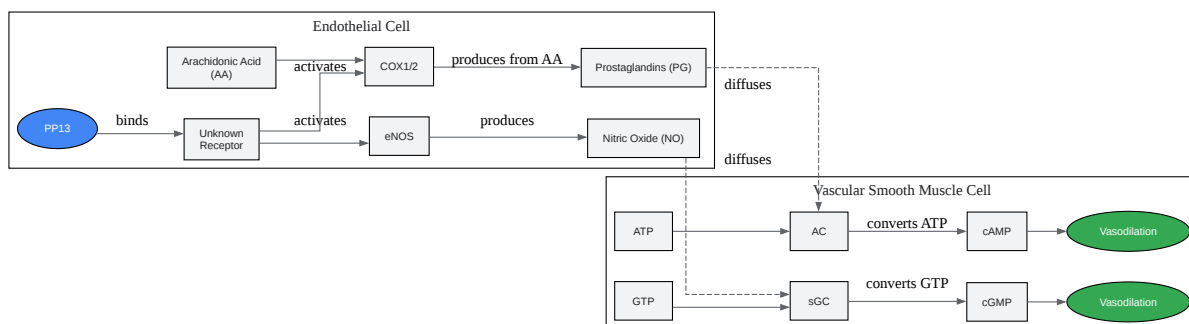 Endothelial Cell
Arachidonic Acid
(AA)
activates
COX1/2
produces from AA
Prostaglandins (PG)
diffuses
PP13
binds
Unknown
Receptor
activates
eNOS
produces
Nitric Oxide (NO)
diffuses
Vascular Smooth Muscle Cell
ATP
AC
converts ATP
cAMP
Vasodilation
GTP
sGC
converts GTP
cGMP
Vasodilation